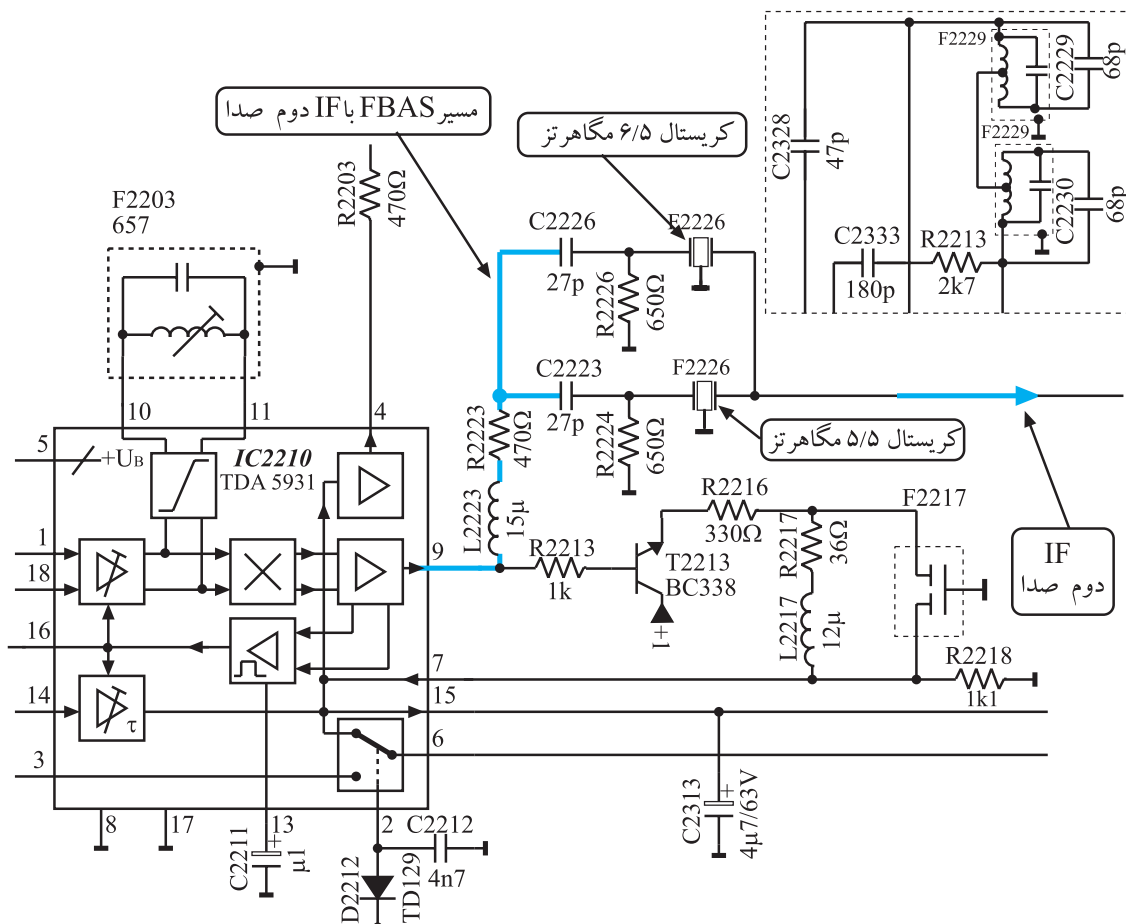 مسیر FBAS با IF دوم صدا
کریستال ۶/۵ مگاهرتز
F2229
C2229
68p
F2229
C2230
68p
C2328
47p
C2333
180p
R2213
2k7
F2203
657
R2203
470Ω
C2226
27p
F2226
R2226
650Ω
C2223
27p
F2226
R2224
650Ω
کریستال ۵/۵ مگاهرتز
10
11
4
R2223
470Ω
L2223
15μ
5
+UB
IC2210
TDA 5931
1
18
16
14
3
9
7
15
6
τ
R2213
1k
T2213
BC338
+1
R2216
330Ω
R2217
36Ω
L2217
12μ
F2217
IF
دوم صدا
R2218
1k1
8
17
13
2
C2211
+
μ1
D2212
TD129
C2212
4n7
C2313
+
4μ7/63V